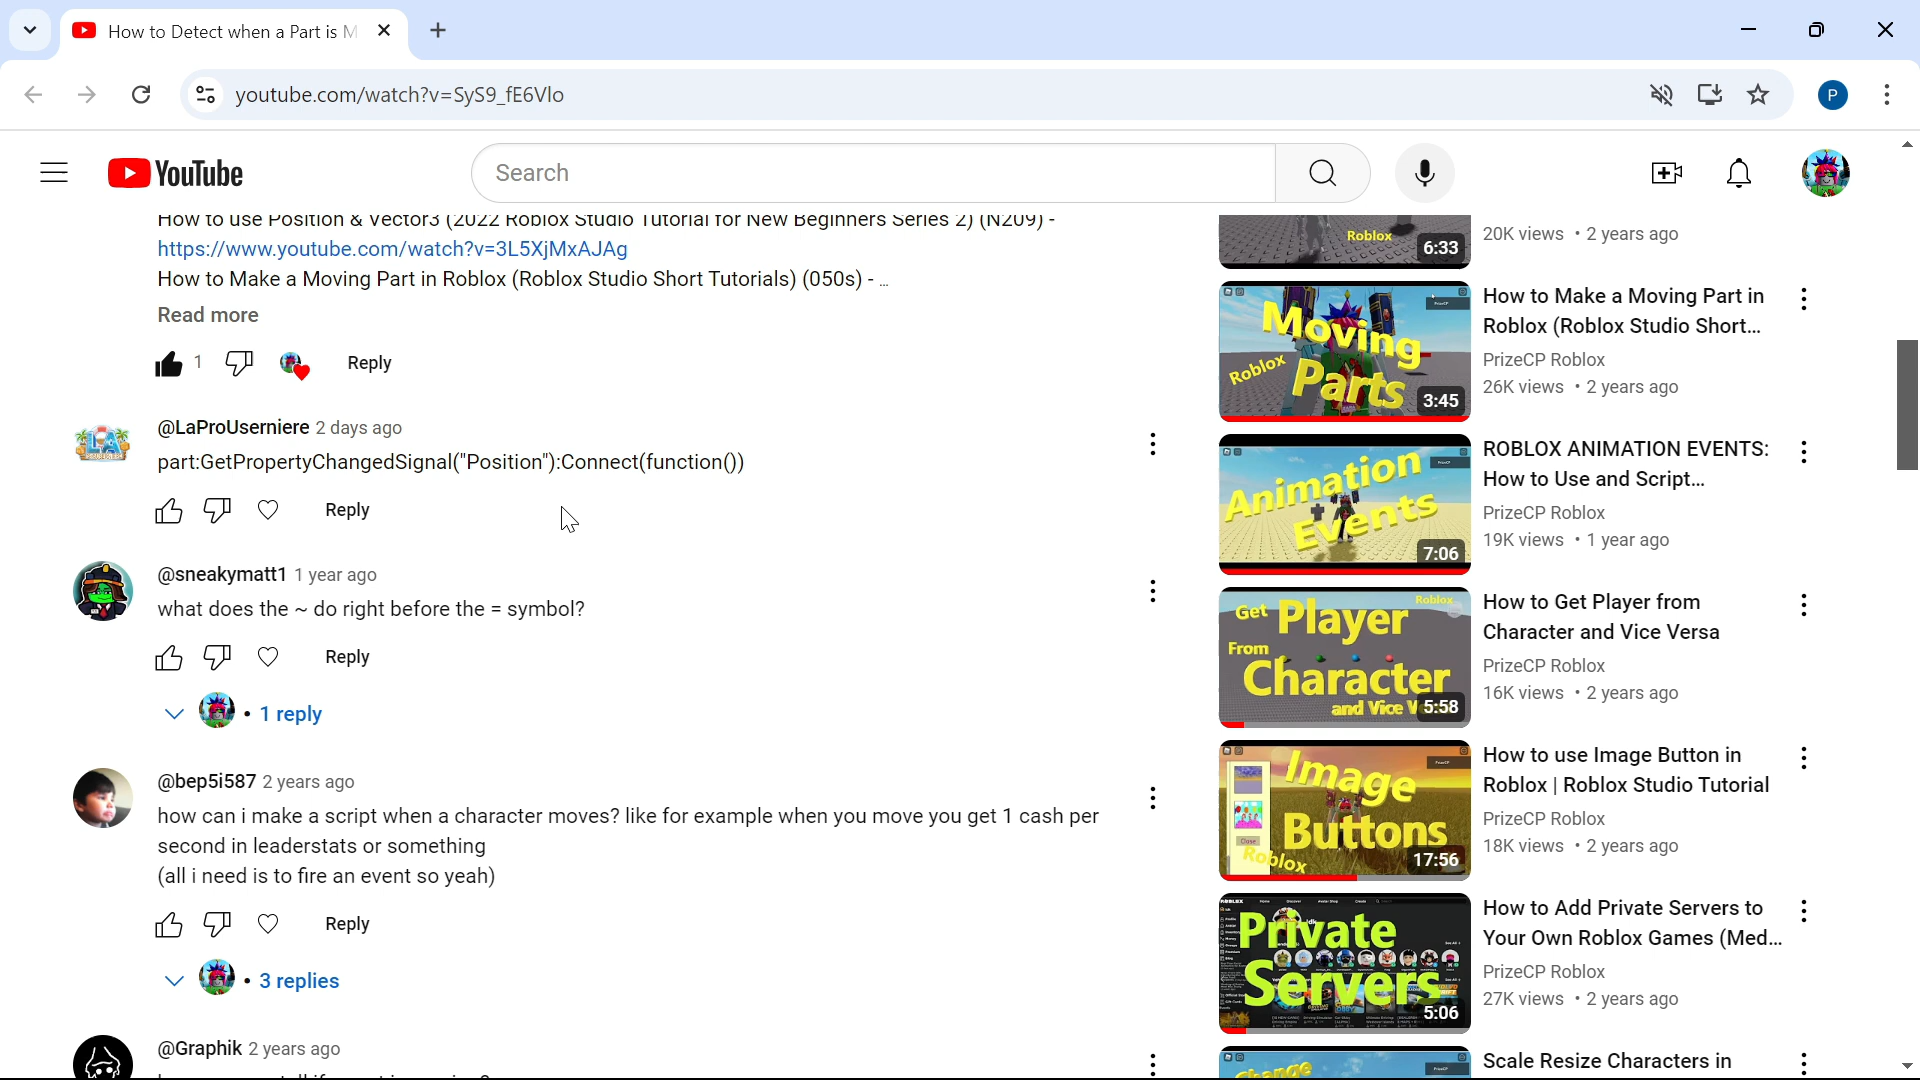 How to Detect when a Part is M
youtube.com/watch?v=SyS9_fE6Vlo
P
YouTube
Search
How to use Position & Vector3 (2022 Roblox Studio Tutorial for New Beginners Series 2) (N209) -
https://www.youtube.com/watch?v=3L5XjMxAJAg
How to Make a Moving Part in Roblox (Roblox Studio Short Tutorials) (050s) - ...
Read more
1
Reply
@LaProUserniere 2 days ago
part:GetPropertyChangedSignal("Position"):Connect(function())
Reply
@sneakymatt1 1 year ago
what does the ~ do right before the = symbol?
Reply
• 1 reply
@bep5i587 2 years ago
how can i make a script when a character moves? like for example when you move you get 1 cash per
second in leaderstats or something
(all i need is to fire an event so yeah)
Reply
• 3 replies
@Graphik 2 years ago
Roblox
6:33
20K views • 2 years ago
Moving
Roblox
Parts
3:45
How to Make a Moving Part in
Roblox (Roblox Studio Short...
PrizeCP Roblox
26K views • 2 years ago
Animation
Events
7:06
ROBLOX ANIMATION EVENTS:
How to Use and Script...
PrizeCP Roblox
19K views • 1 year ago
Roblox
Get Player
From
Character
and Vice V
5:58
How to Get Player from
Character and Vice Versa
PrizeCP Roblox
16K views • 2 years ago
Image
Buttons
Close
Roblox
17:56
How to use Image Button in
Roblox | Roblox Studio Tutorial
PrizeCP Roblox
18K views • 2 years ago
Private
Servers
5:06
How to Add Private Servers to
Your Own Roblox Games (Med...
PrizeCP Roblox
27K views • 2 years ago
Change
Scale Resize Characters in